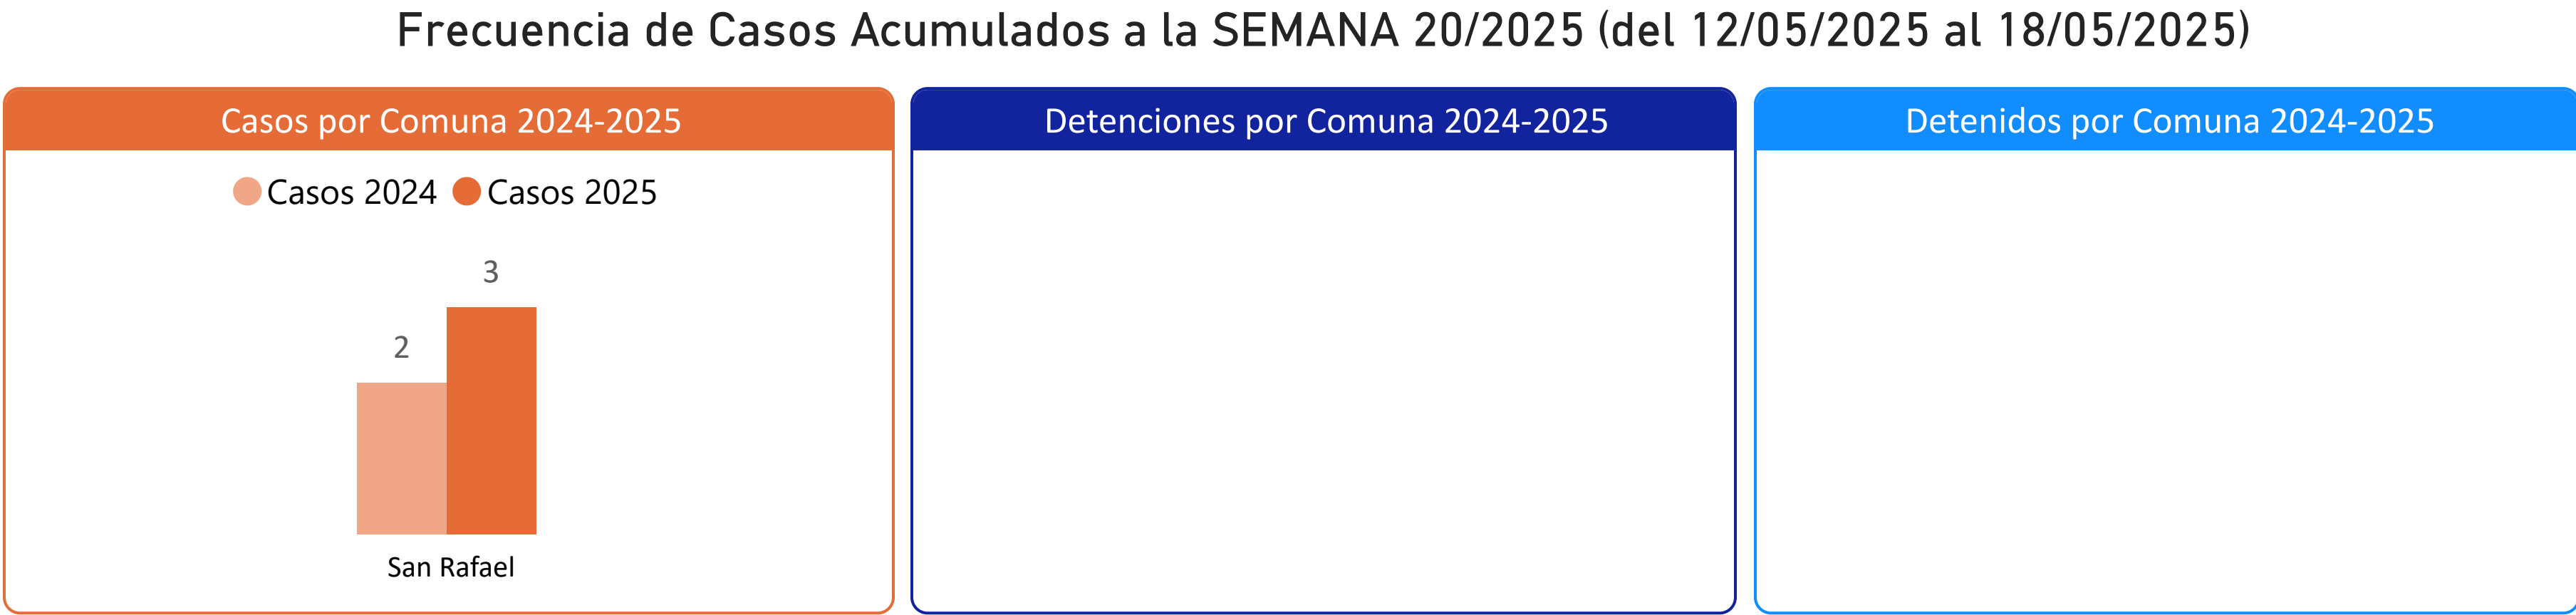 Frecuencia de Casos Acumulados a la SEMANA 20/2025 (del 12/05/2025 al 18/05/2025)
Casos por Comuna 2024-2025
Casos 2024 Casos 2025
3
2
San Rafael
Detenciones por Comuna 2024-2025
Detenidos por Comuna 2024-2025